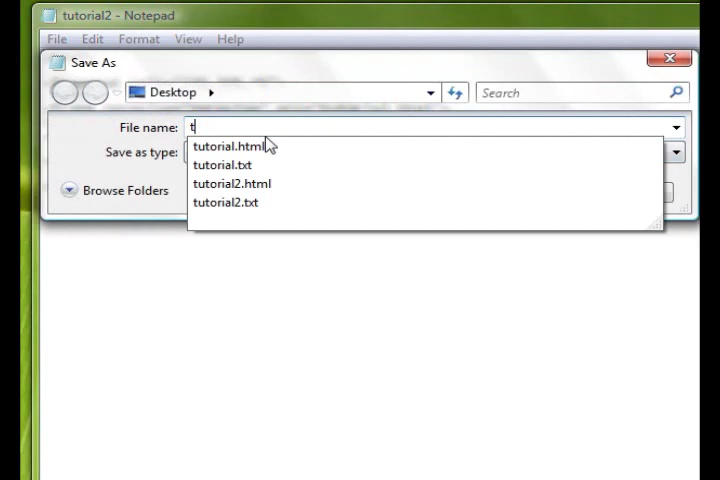 tutorial2 - Notepad
File Edit Format View Help
Save As
Desktop
Search
File name: t
tutorial.html
Save as type:
tutorial.txt
Browse Folders
tutorial2.html
tutorial2.txt